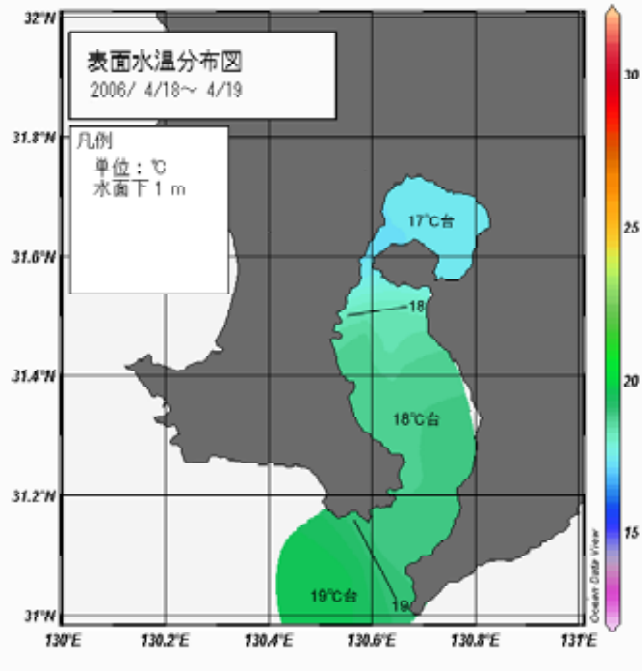 32°N
表面水温分布図
2006/ 4/18～ 4/19
31.8°N
凡例
単位：℃
水面下１ｍ
17℃台
31.6°N
18
31.4°N
18℃台
31.2°N
19℃台
19
31°N
130°E
130.2°E
130.4°E
130.6°E
130.8°E
131°E
30
25
20
15
Ocean Data View